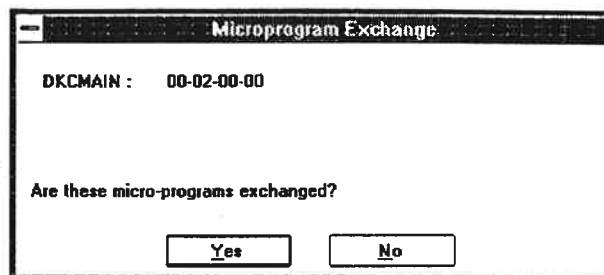 Microprogram Exchange
DKCMAIN : 00-02-00-00
Are these micro-programs exchanged?
Yes No